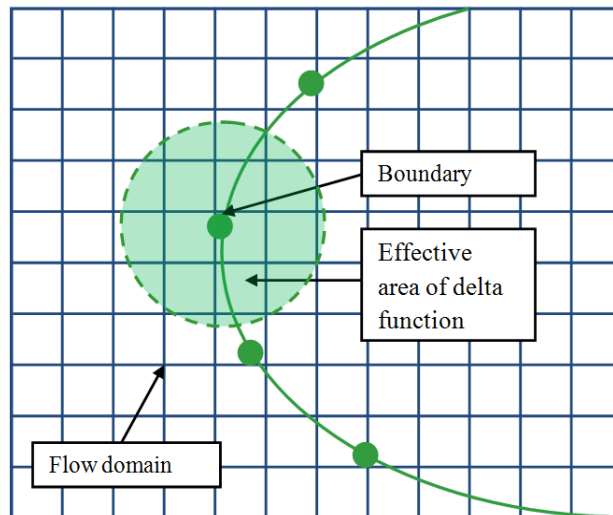 Boundary
Effective
area of delta
function
Flow domain